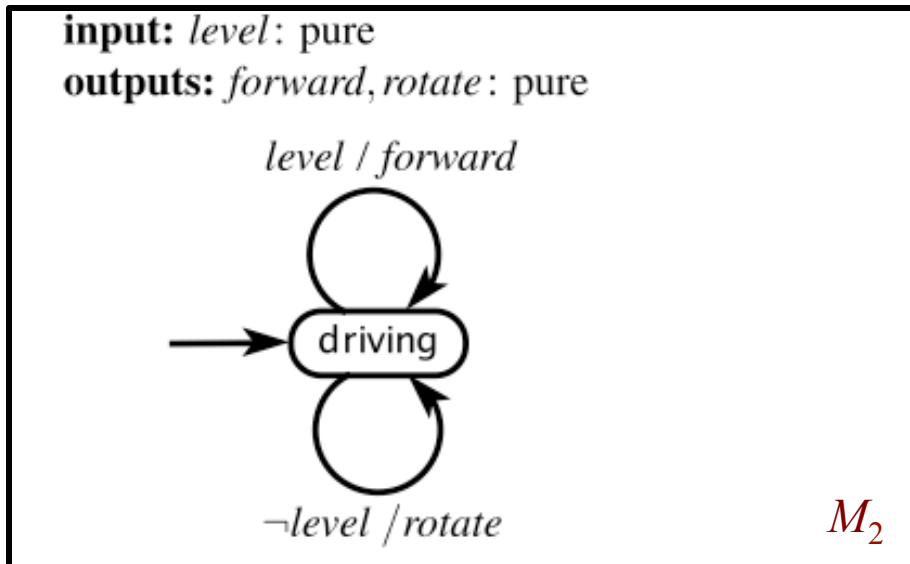 input: level: pure
outputs: forward, rotate: pure
level / forward
driving
¬level / rotate
M₂